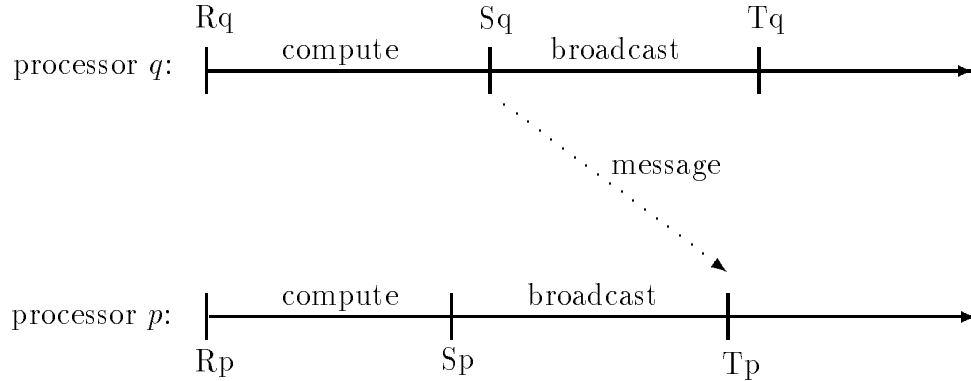 Rq Sq Tq
processor q: compute broadcast
message
processor p: compute broadcast
Rp Sp Tp